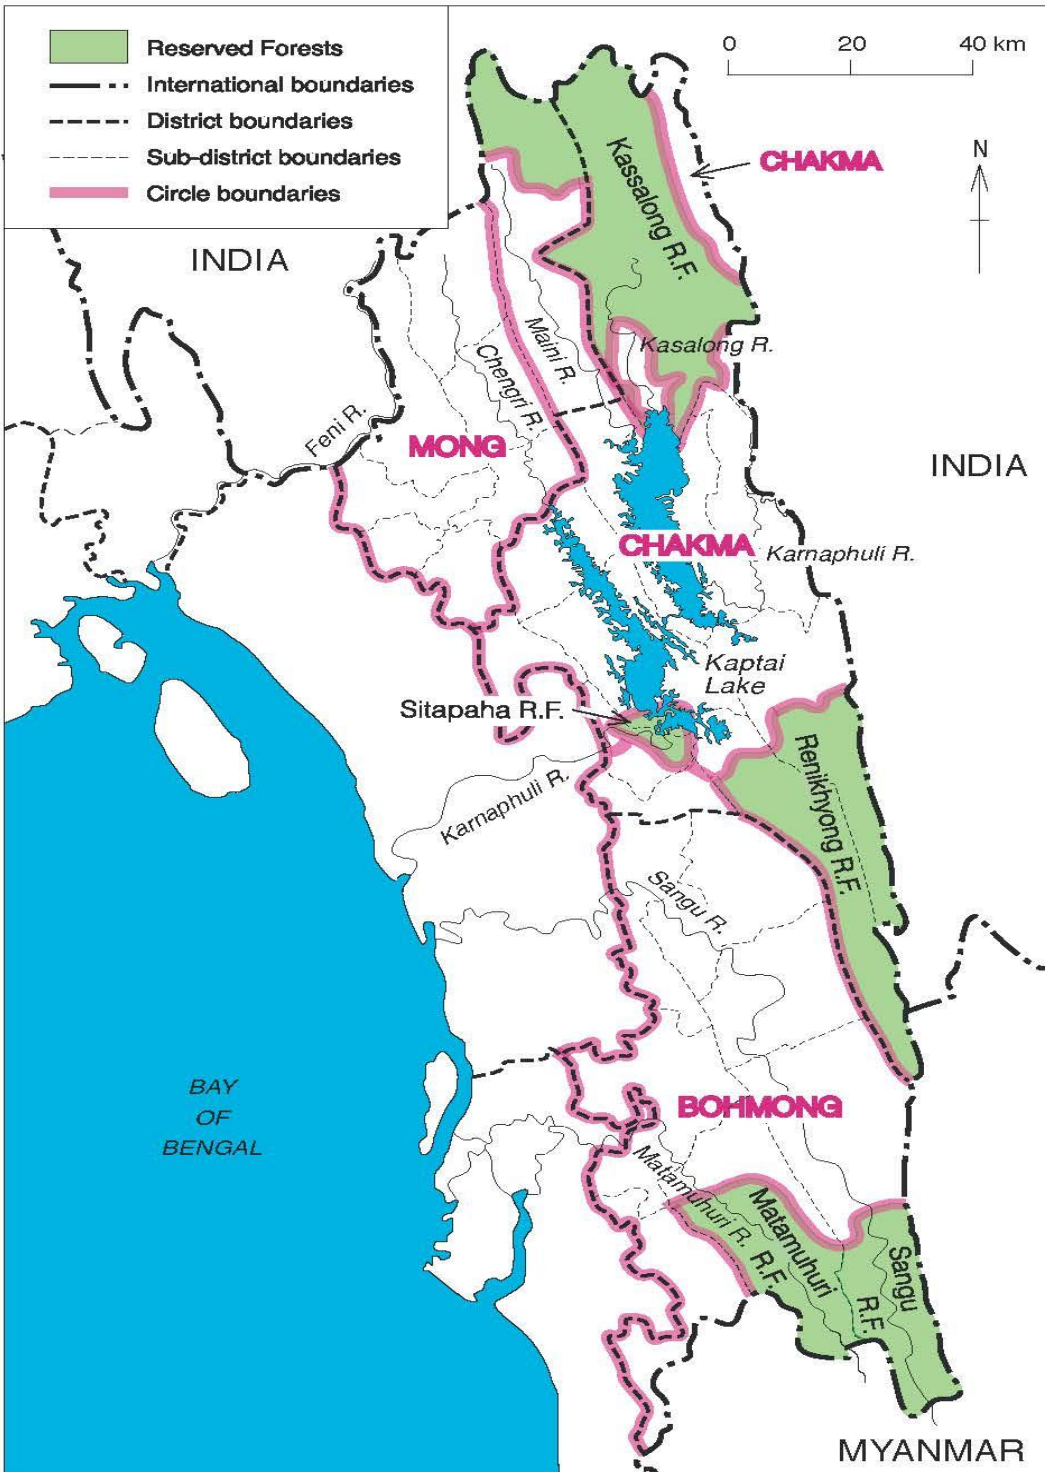 Reserved Forests
International boundaries
District boundaries
Sub-district boundaries
Circle boundaries
0 20 40 km
N
CHAKMA
INDIA
Kassalong R.F.
Maini R.
Kasalong R.
Chengri R.
Feni R.
MONG
INDIA
CHAKMA
Karnaphuli R.
Kaptai
Lake
Sitapaha R.F.
Renikhyong R.F.
Karnaphuli R.
Sangu R.
BAY
OF
BENGAL
BOHMONG
Matamuhuri R.
Matamuhuri
R.F.
Sangu
R.F.
MYANMAR